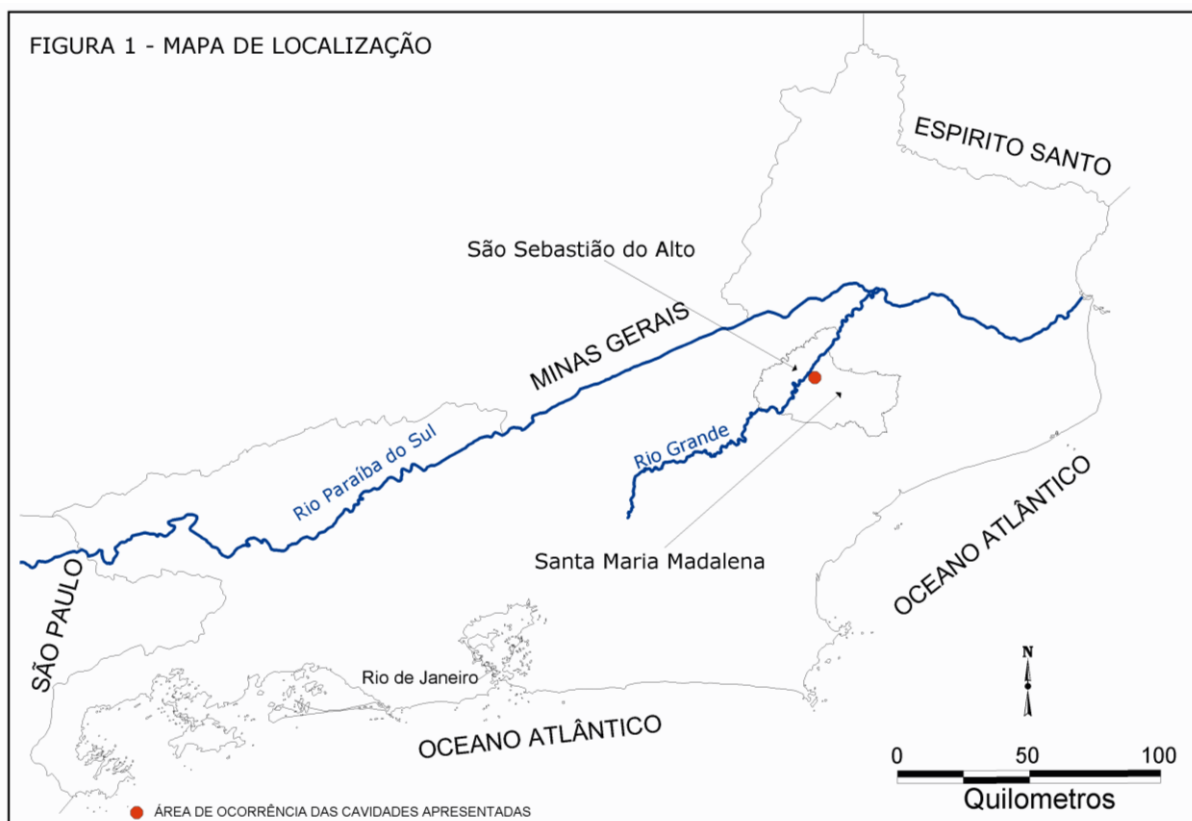 FIGURA 1 - MAPA DE LOCALIZAÇÃO
ESPIRITO SANTO
São Sebastião do Alto
MINAS GERAIS
Rio Paraíba do Sul
Rio Grande
Santa Maria Madalena
OCEANO ATLÂNTICO
SÃO PAULO
Rio de Janeiro
OCEANO ATLÂNTICO
N
0 50 100
Quilometros
ÁREA DE OCORRÊNCIA DAS CAVIDADES APRESENTADAS